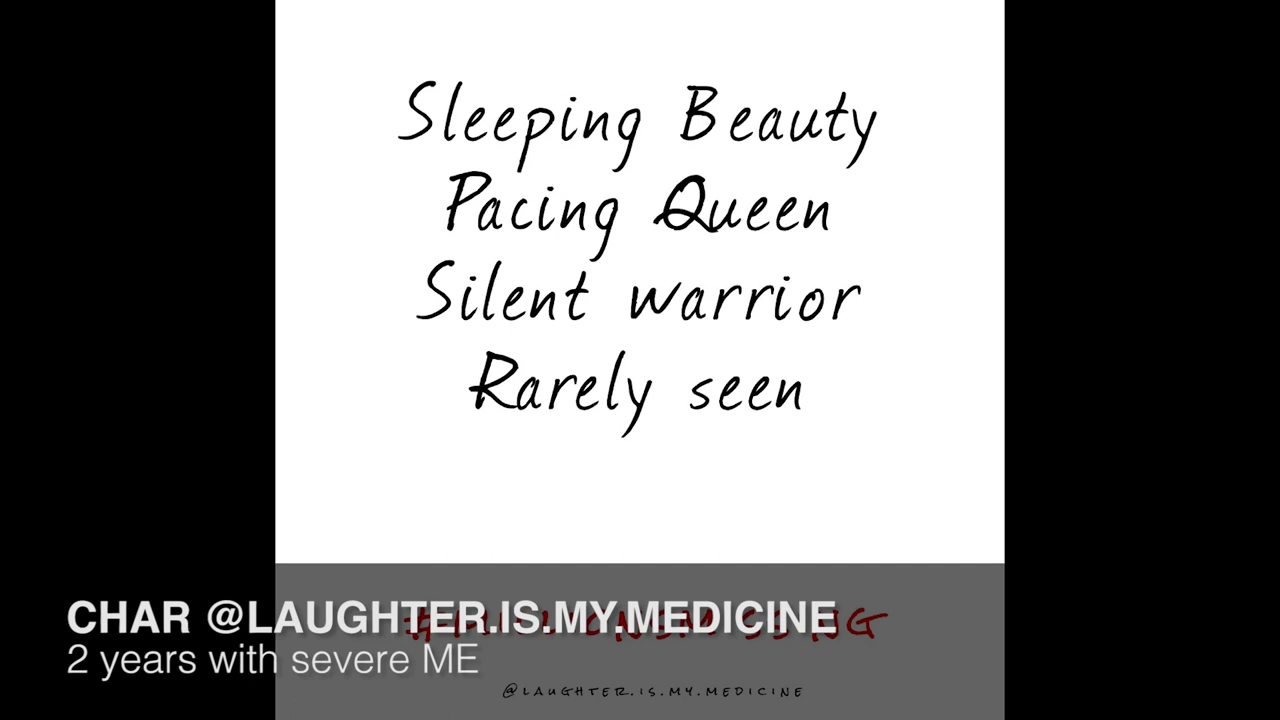 Sleeping Beauty
Pacing Queen
Silent warrior
Rarely seen
CHAR @LAUGHTER.IS.MY.MEDICINE
2 years with severe ME
@LAUGHTER.IS.MY.MEDICINE